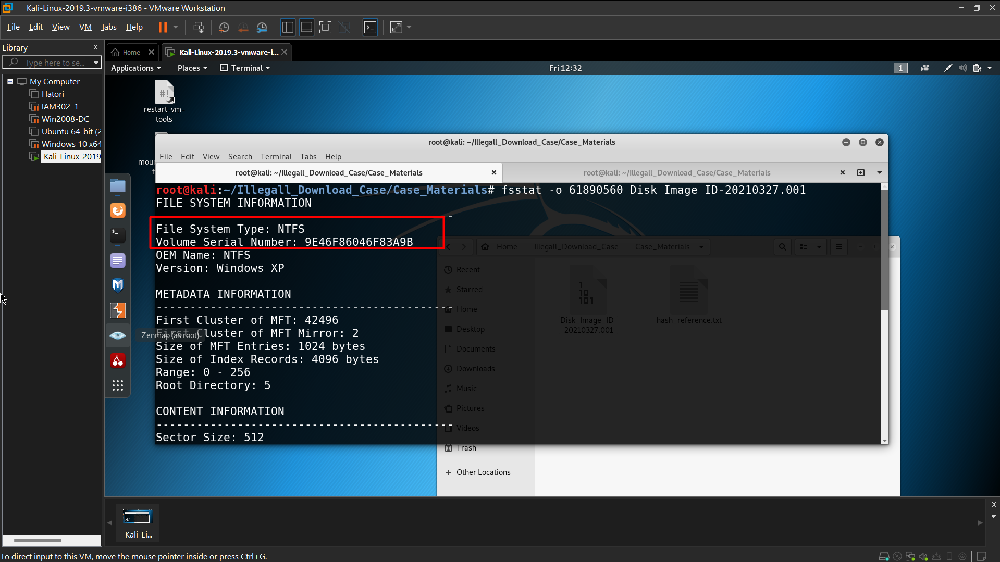 Kali-Linux-2019.3-vmware-i386 - VMware Workstation
File Edit View VM Tabs Help
Library
Type here to se...
My Computer
Hatori
IAM302_1
Win2008-DC
Ubuntu 64-bit (2
Windows 10 x64
Kali-Linux-2019
Home
Kali-Linux-2019.3-vmware-i...
Applications Places Terminal
Fri 12:32
1
#!
restart-vm-
tools
moun
f
root@kali: ~/Illegall_Download_Case/Case_Materials
File Edit View Search Terminal Tabs Help
root@kali: ~/Illegall_Download_Case/Case_Materials
root@kali: ~/Illegall_Download_Case/Case_Materials
root@kali:~/Illegall_Download_Case/Case_Materials# fsstat -o 61890560 Disk_Image_ID-20210327.001
FILE SYSTEM INFORMATION
--
File System Type: NTFS
Volume Serial Number: 9E46F86046F83A9B
OEM Name: NTFS
Version: Windows XP
METADATA INFORMATION
--------------------------------------------
First Cluster of MFT: 42496
First Cluster of MFT Mirror: 2
Size of MFT Entries: 1024 bytes
Size of Index Records: 4096 bytes
Range: 0 - 256
Root Directory: 5
CONTENT INFORMATION
--------------------------------------------
Sector Size: 512
Zenmap (as root)
Home Illegall_Download_Case Case_Materials
Recent
Starred
Home
Desktop
Documents
Downloads
Music
Pictures
Videos
Trash
+ Other Locations
1
10
101
Disk_Image_ID-
20210327.001
hash_reference.txt
Kali-Li...
To direct input to this VM, move the mouse pointer inside or press Ctrl+G.